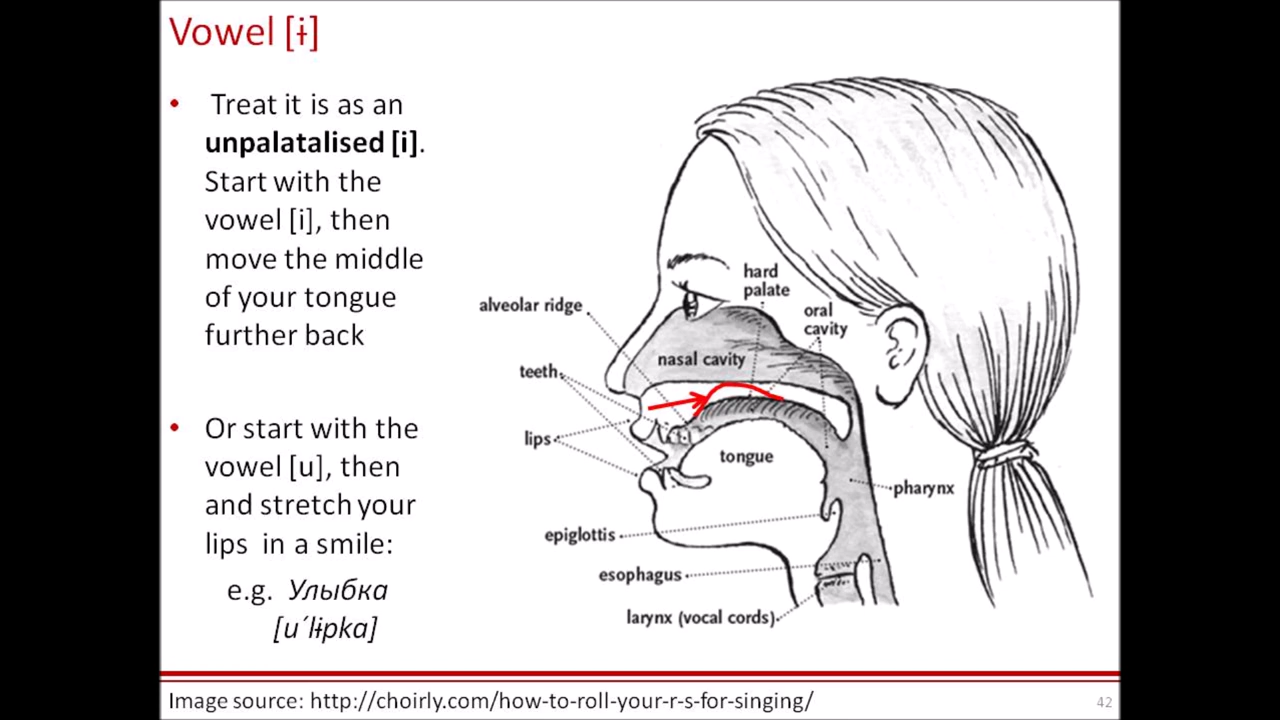 Vowel [ɨ]
• Treat it is as an
unpalatalised [i].
Start with the
vowel [i], then
move the middle
of your tongue
further back
• Or start with the
vowel [u], then
and stretch your
lips in a smile:
e.g. Улыбка
[u´lɨpka]
hard
palate
alveolar ridge
oral
cavity
nasal cavity
teeth
lips
tongue
pharynx
epiglottis
esophagus
larynx (vocal cords)
Image source: http://choirly.com/how-to-roll-your-r-s-for-singing/
42